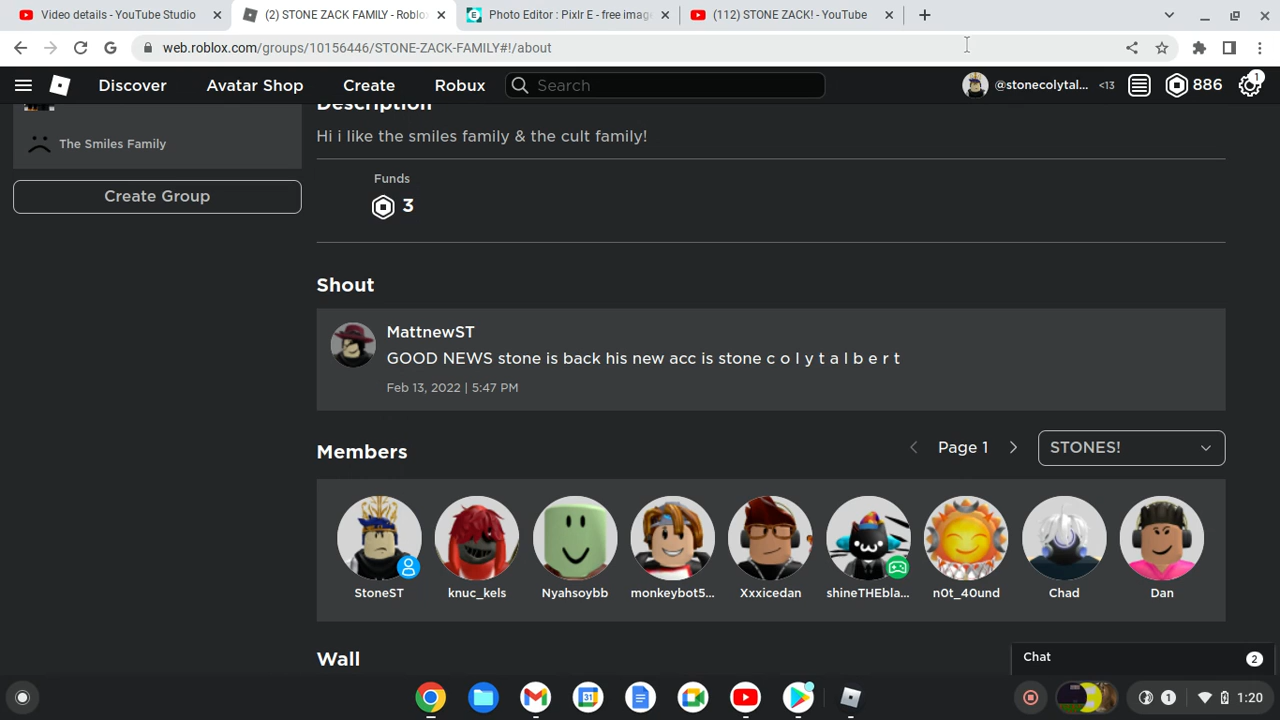 Video details - YouTube Studio
(2) STONE ZACK FAMILY - Roblox
Photo Editor : Pixlr E - free imag
(112) STONE ZACK! - YouTube
web.roblox.com/groups/10156446/STONE-ZACK-FAMILY#!/about
Discover
Avatar Shop
Create
Robux
Search
@stonecolytal...
<13
886
1
Description
The Smiles Family
Hi i like the smiles family & the cult family!
Create Group
Funds
3
Shout
MattnewST
GOOD NEWS stone is back his new acc is stone c o l y t a l b e r t
Feb 13, 2022 | 5:47 PM
Members
Page 1
STONES!
StoneST
knuc_kels
Nyahsoybb
monkeybot5...
Xxxicedan
shineTHEbla...
n0t_40und
Chad
Dan
Wall
Chat
2
31
1
1:20